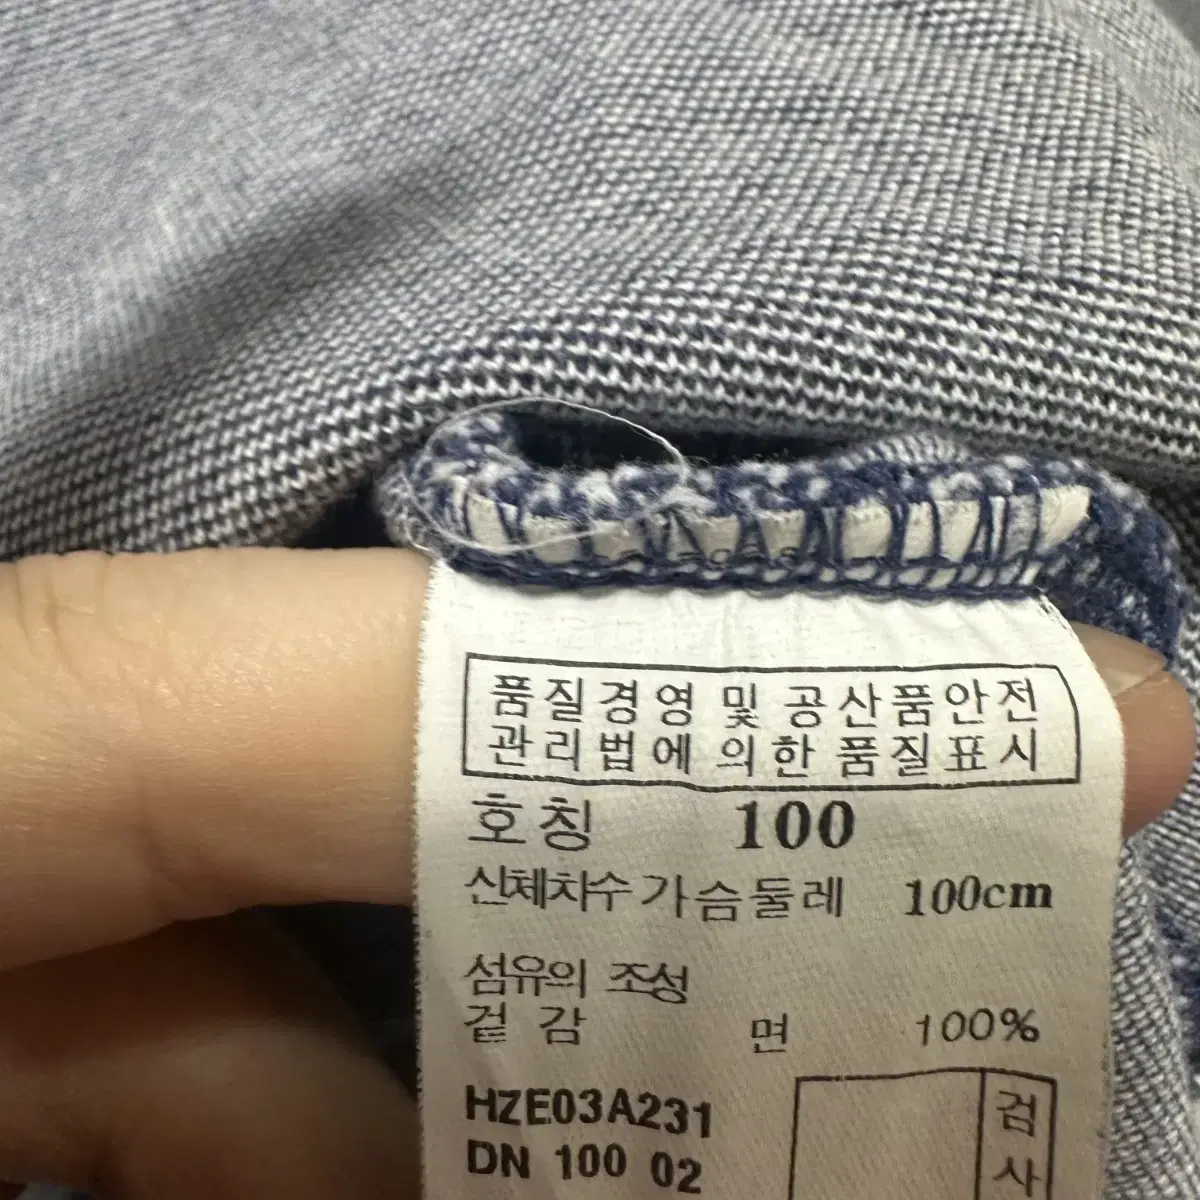 품질경영 및 공산품안전
관리법에 의한 품질표시
호칭 100
신체치수 가슴둘레 100cm
섬유의 조성
겉감 면 100%
HZE03A231
DN 100 02
검
사